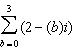 3
∑ (2 − (b)i)
b = 0